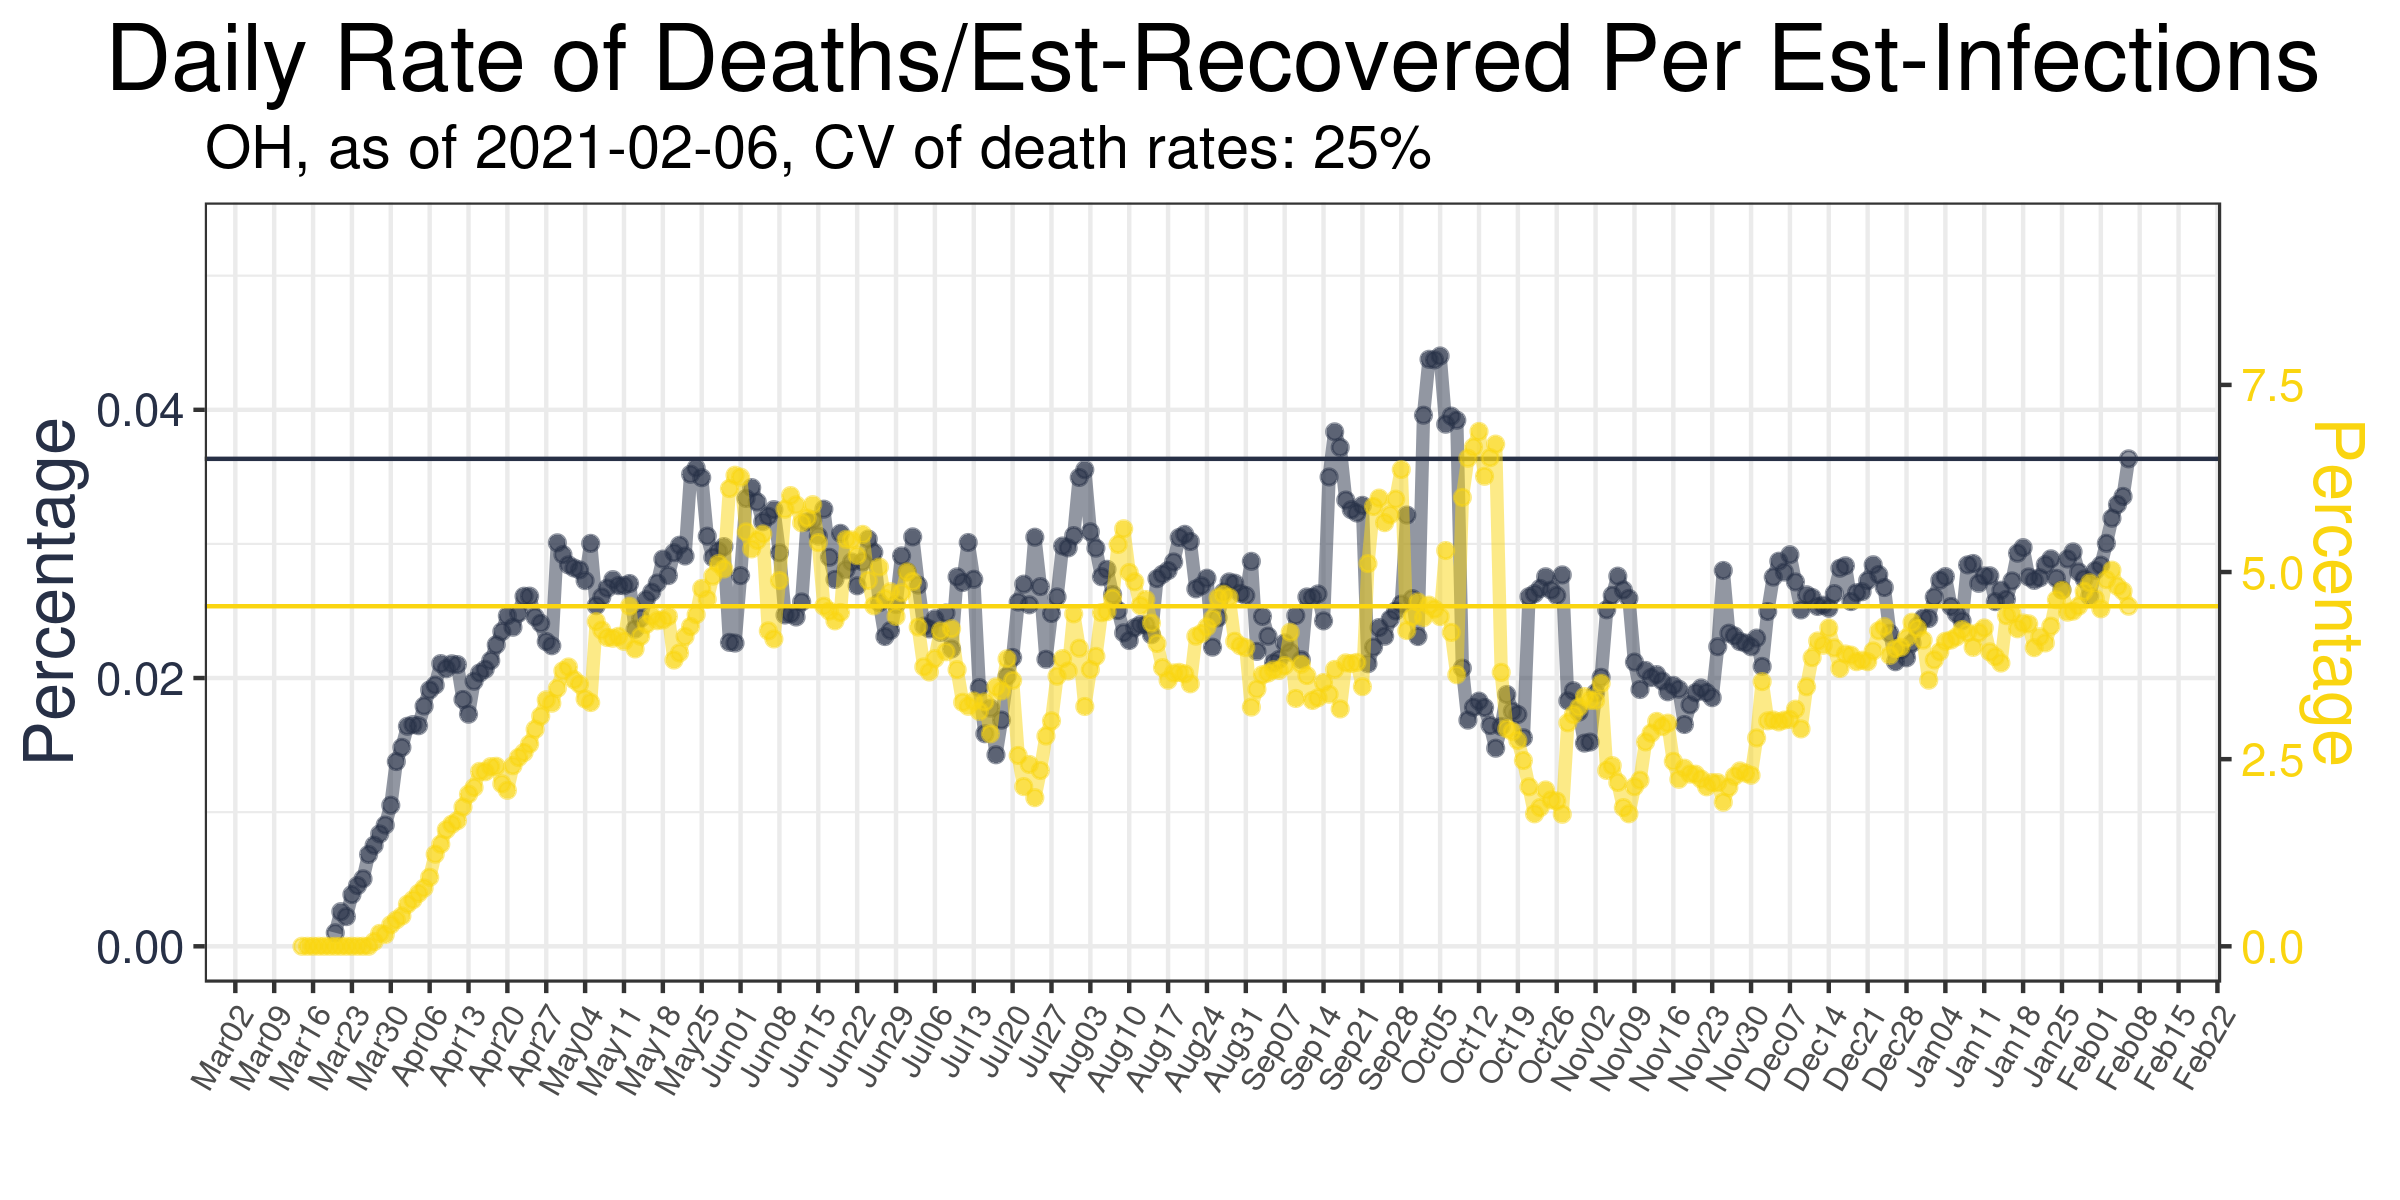 Daily Rate of Deaths/Est-Recovered Per Est-Infections
OH, as of 2021-02-06, CV of death rates: 25%
Percentage
0.04
0.02
0.00
7.5
5.0
2.5
0.0
Percentage
Mar02
Mar09
Mar16
Mar23
Mar30
Apr06
Apr13
Apr20
Apr27
May04
May11
May18
May25
Jun01
Jun08
Jun15
Jun22
Jun29
Jul06
Jul13
Jul20
Jul27
Aug03
Aug10
Aug17
Aug24
Aug31
Sep07
Sep14
Sep21
Sep28
Oct05
Oct12
Oct19
Oct26
Nov02
Nov09
Nov16
Nov23
Nov30
Dec07
Dec14
Dec21
Dec28
Dec04
Jan11
Jan18
Jan25
Feb01
Feb08
Feb15
Feb22